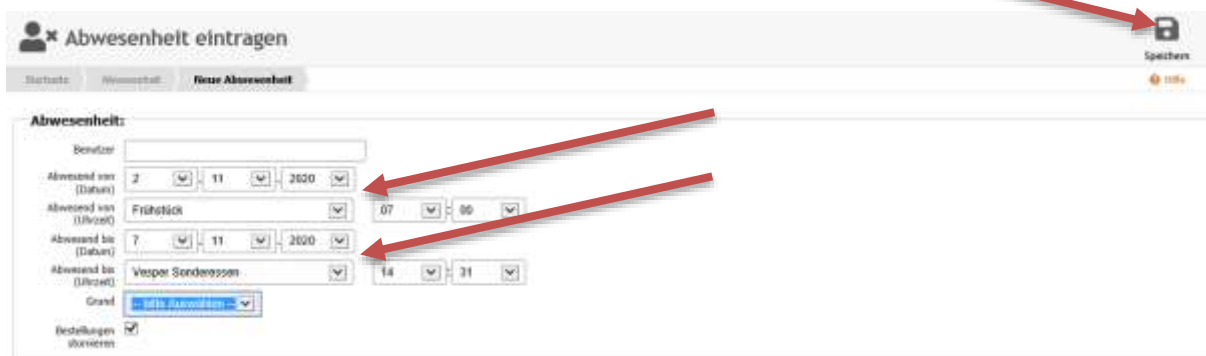 Abwesenheit eintragen
Speichern
Startseite Abwesenheit Neue Abwesenheit
Hilfe
Abwesenheit:
Benutzer
Abwesend von (Datum) 2 . 11 . 2020
Abwesend von (Uhrzeit) Frühstück 07 : 00
Abwesend bis (Datum) 7 . 11 . 2020
Abwesend bis (Uhrzeit) Vesper Sonderessen 14 : 31
Grund -- bitte Auswählen --
Bestellungen stornieren